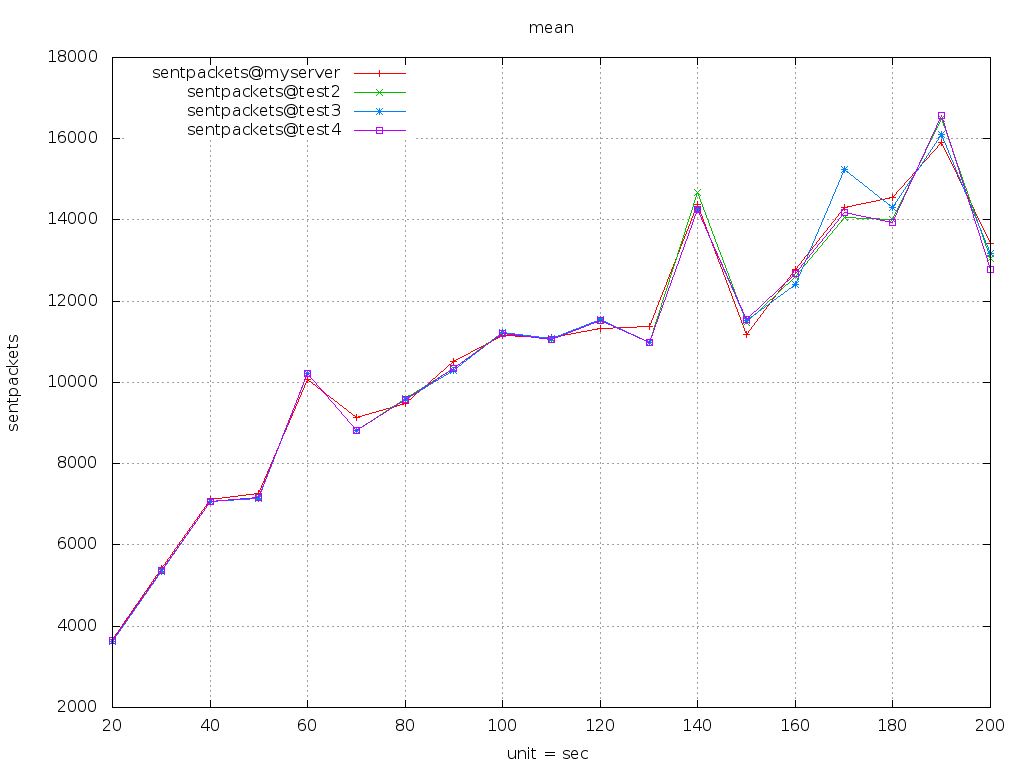 mean
18000
16000
14000
12000
10000
8000
6000
4000
2000
sentpackets
sentpackets@myserver
sentpackets@test2
sentpackets@test3
sentpackets@test4
20 40 60 80 100 120 140 160 180 200
unit = sec